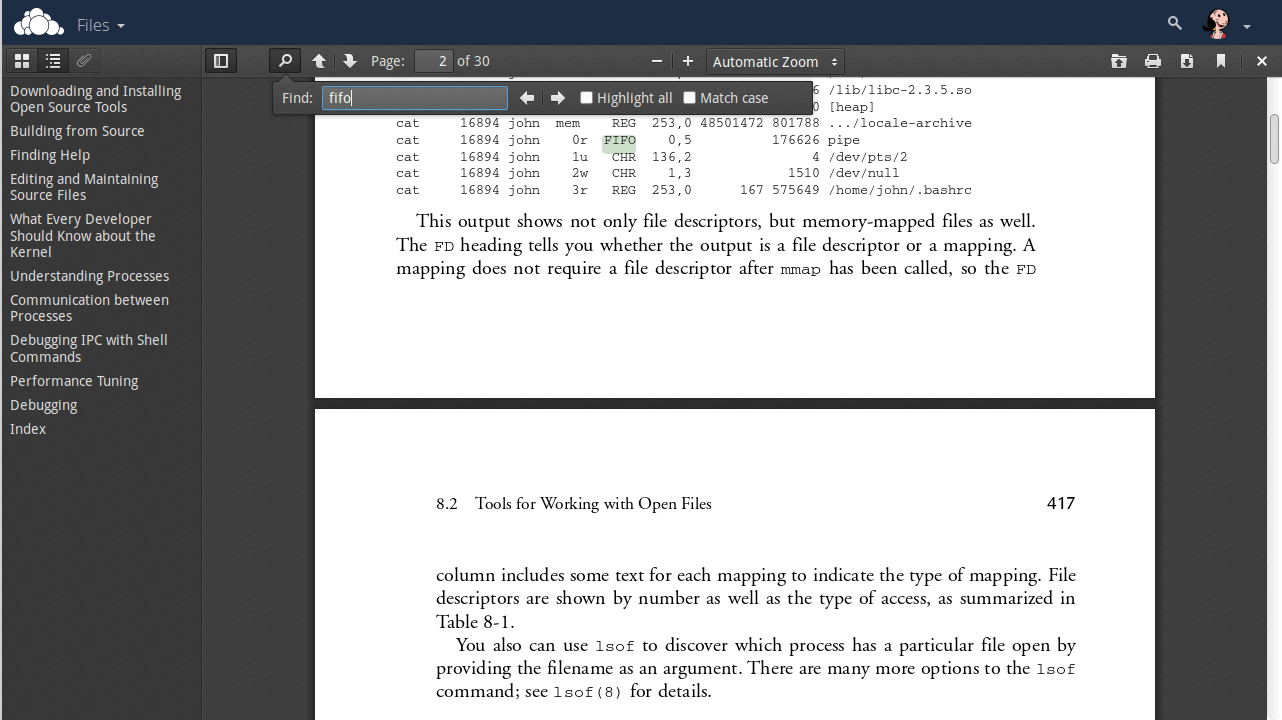 Files
Page: 2 of 30
Automatic Zoom
Find: fifo
Highlight all
Match case
Downloading and Installing
Open Source Tools
Building from Source
Finding Help
Editing and Maintaining
Source Files
What Every Developer
Should Know about the
Kernel
Understanding Processes
Communication between
Processes
Debugging IPC with Shell
Commands
Performance Tuning
Debugging
Index
6 /lib/libc-2.3.5.so
0 [heap]
cat 16894 john mem REG 253,0 48501472 801788 .../locale-archive
cat 16894 john 0r FIFO 0,5 176626 pipe
cat 16894 john 1u CHR 136,2 4 /dev/pts/2
cat 16894 john 2w CHR 1,3 1510 /dev/null
cat 16894 john 3r REG 253,0 167 575649 /home/john/.bashrc
This output shows not only file descriptors, but memory-mapped files as well.
The FD heading tells you whether the output is a file descriptor or a mapping. A
mapping does not require a file descriptor after mmap has been called, so the FD
8.2 Tools for Working with Open Files 417
column includes some text for each mapping to indicate the type of mapping. File
descriptors are shown by number as well as the type of access, as summarized in
Table 8-1.
You also can use lsof to discover which process has a particular file open by
providing the filename as an argument. There are many more options to the lsof
command; see lsof(8) for details.